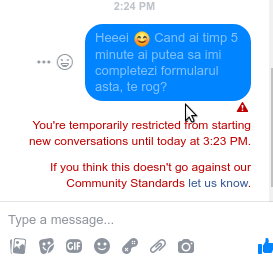 2:24 PM
Heeei 😊 Cand ai timp 5
minute ai putea sa imi
completezi formularul
asta, te rog?
You're temporarily restricted from starting
new conversations until today at 3:23 PM.
If you think this doesn't go against our
Community Standards let us know.
Type a message...
GIF